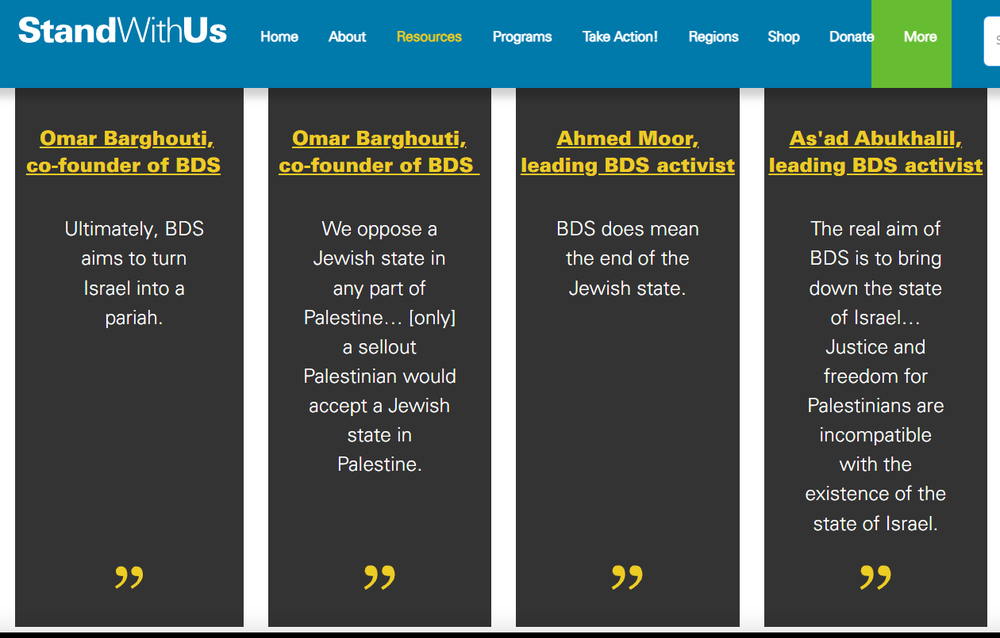 StandWithUs
Home About Resources Programs Take Action! Regions Shop Donate More
Omar Barghouti,
co-founder of BDS
Ultimately, BDS
aims to turn
Israel into a
pariah.
”
Omar Barghouti,
co-founder of BDS
We oppose a
Jewish state in
any part of
Palestine… [only]
a sellout
Palestinian would
accept a Jewish
state in
Palestine.
”
Ahmed Moor,
leading BDS activist
BDS does mean
the end of the
Jewish state.
”
As'ad Abukhalil,
leading BDS activist
The real aim of
BDS is to bring
down the state
of Israel…
Justice and
freedom for
Palestinians are
incompatible
with the
existence of the
state of Israel.
”